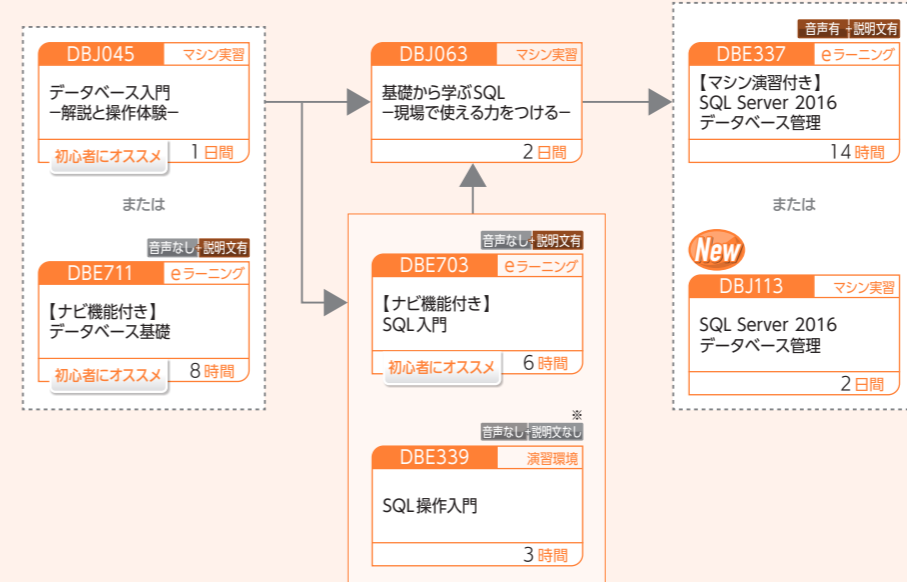 DBJ045 マシン実習
データベース入門
−解説と操作体験−
初心者にオススメ 1日間
または
音声なし+説明文有
DBE711 eラーニング
【ナビ機能付き】
データベース基礎
初心者にオススメ 8時間
DBJ063 マシン実習
基礎から学ぶSQL
−現場で使える力をつける−
2日間
音声なし+説明文有
DBE703 eラーニング
【ナビ機能付き】
SQL入門
初心者にオススメ 6時間
※
音声なし+説明文なし
DBE339 演習環境
SQL操作入門
3時間
音声有+説明文有
DBE337 eラーニング
【マシン演習付き】
SQL Server 2016
データベース管理
14時間
または
New
DBJ113 マシン実習
SQL Server 2016
データベース管理
2日間